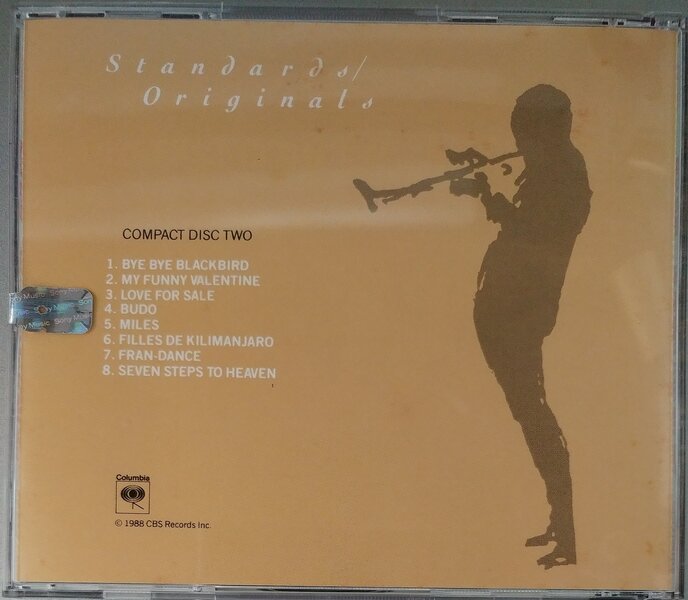 Standards/
Originals
COMPACT DISC TWO
1. BYE BYE BLACKBIRD
2. MY FUNNY VALENTINE
3. LOVE FOR SALE
4. BUDO
5. MILES
6. FILLES DE KILIMANJARO
7. FRAN-DANCE
8. SEVEN STEPS TO HEAVEN
Sony Music
Columbia
© 1988 CBS Records Inc.